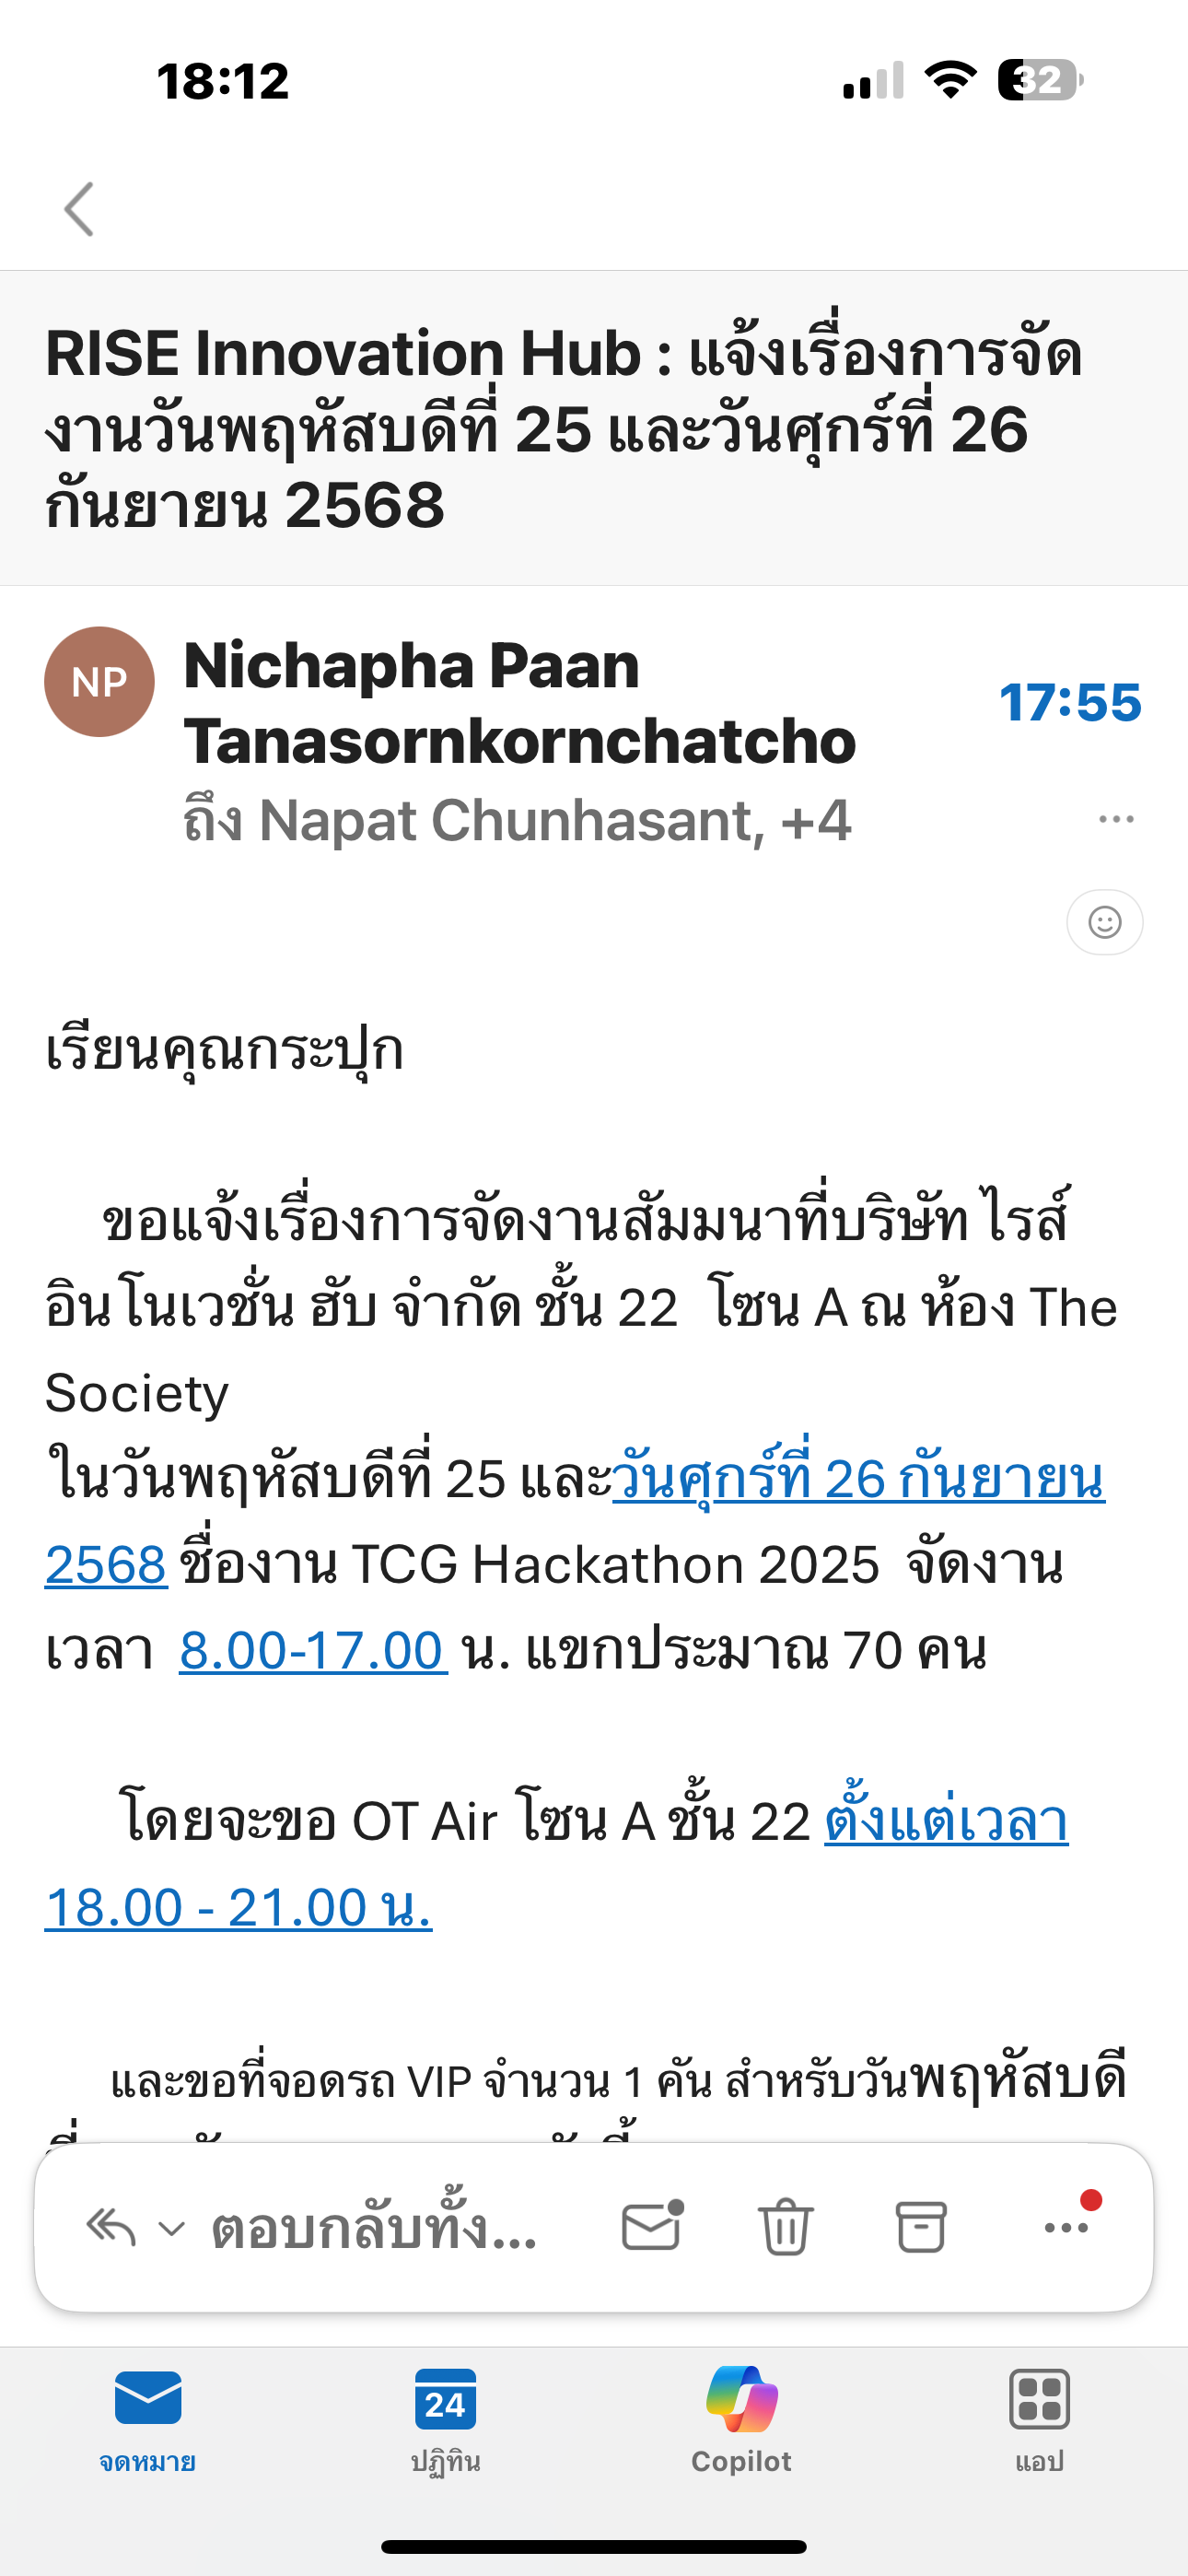 18:12
32
RISE Innovation Hub : แจ้งเรื่องการจัด
งานวันพฤหัสบดีที่ 25 และวันศุกร์ที่ 26
กันยายน 2568
NP
Nichapha Paan
Tanasornkornchatcho
17:55
ถึง Napat Chunhasant, +4
เรียนคุณกระปุก
ขอแจ้งเรื่องการจัดงานสัมมนาที่บริษัท ไรส์
อินโนเวชั่น ฮับ จำกัด ชั้น 22 โซน A ณ ห้อง The
Society
ในวันพฤหัสบดีที่ 25 และวันศุกร์ที่ 26 กันยายน
2568 ชื่องาน TCG Hackathon 2025 จัดงาน
เวลา 8.00-17.00 น. แขกประมาณ 70 คน
โดยจะขอ OT Air โซน A ชั้น 22 ตั้งแต่เวลา
18.00 - 21.00 น.
และขอที่จอดรถ VIP จำนวน 1 คัน สำหรับวันพฤหัสบดี
ตอบกลับทั้ง...
24
จดหมาย
ปฏิทิน
Copilot
แอป